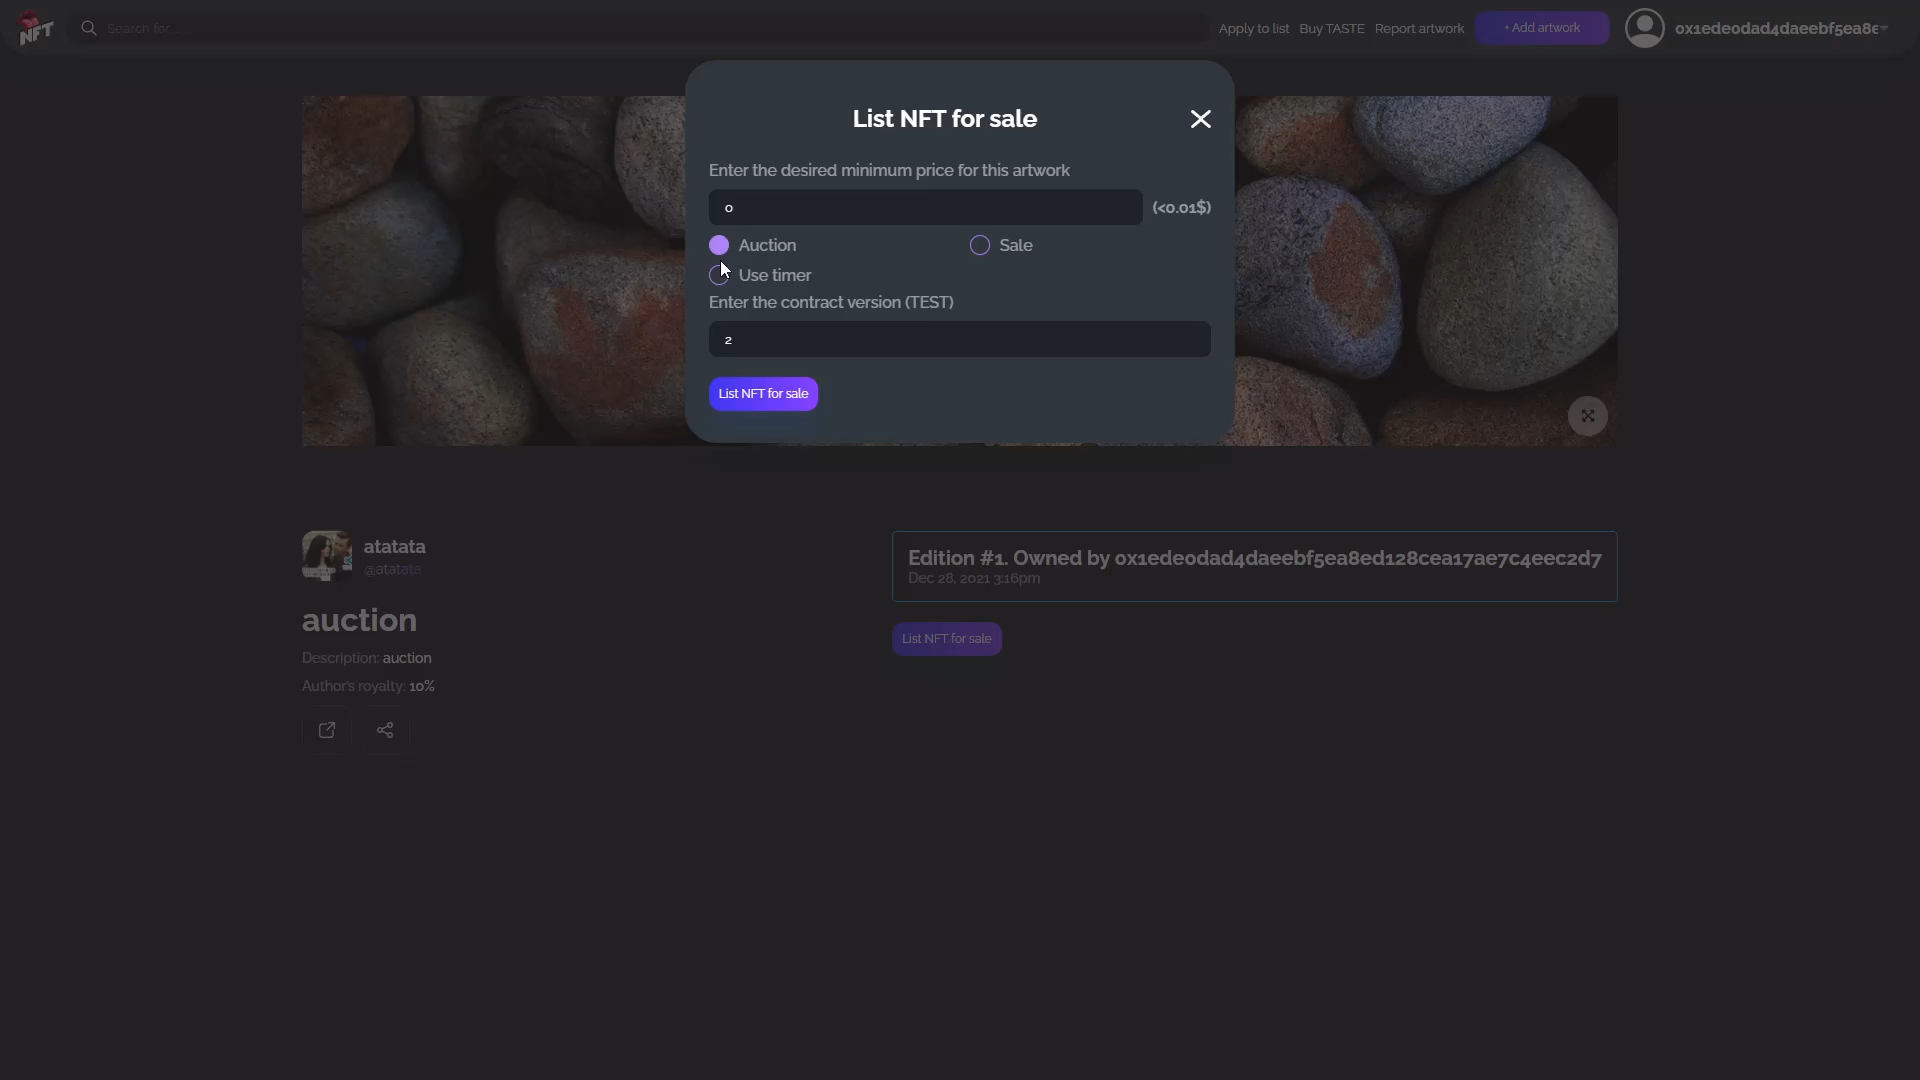 NFT
Search for...
Apply to list
Buy TASTE
Report artwork
+ Add artwork
0x1ede0dad4daeebf5ea8e
List NFT for sale
Enter the desired minimum price for this artwork
0
(<0.01$)
Auction
Sale
Use timer
Enter the contract version (TEST)
2
List NFT for sale
atatata
@atatata
auction
Description: auction
Author's royalty: 10%
Edition #1. Owned by 0x1ede0dad4daeebf5ea8ed128cea17ae7c4eec2d7
Dec 28, 2021 3:16pm
List NFT for sale